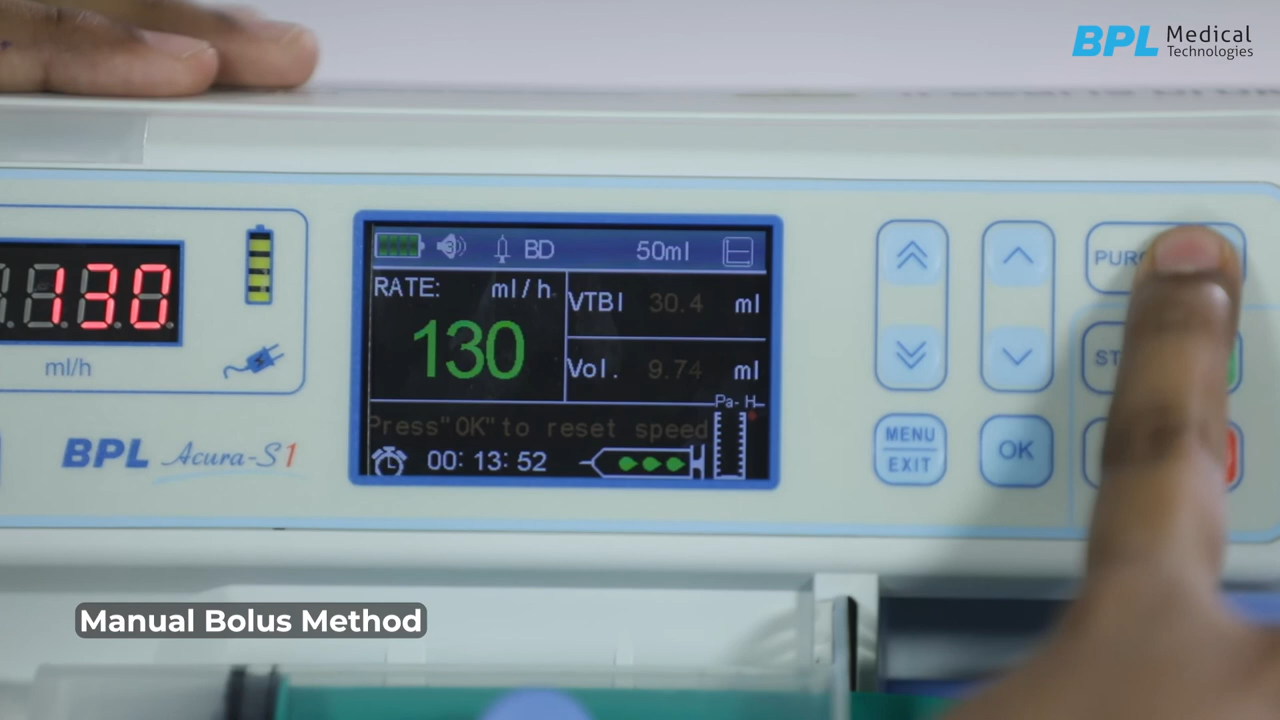 BPL Medical
Technologies
130
ml/h
BPL Acura-S1
BD 50ml
RATE: ml/h
130
VTBI 30.4 ml
Vol. 9.74 ml
Pa- H
Press"OK"to reset speed
00:13:52
MENU
EXIT
OK
Manual Bolus Method